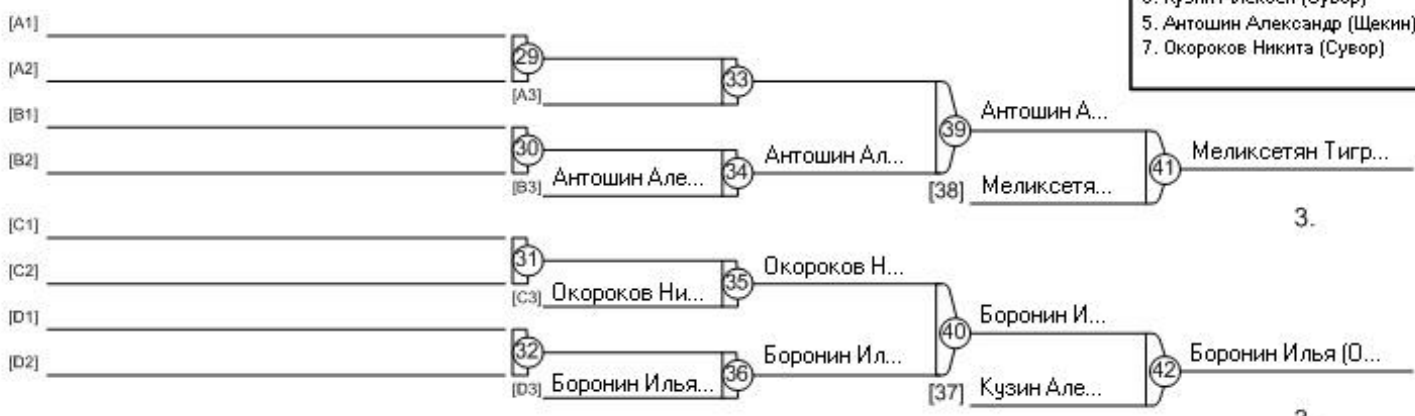 5. Антошин Александр (Щекин)
7. Окороков Никита (Сувор)
[A1]
29
[A2]
33
[A3]
[B1]
Антошин А...
39
30
[B2]
Антошин Ал...
Меликсетян Тигр...
34
41
[B3] Антошин Але...
[38] Меликсетя...
3.
[C1]
31
[C2]
Окороков Н...
35
[C3] Окороков Ни...
[D1]
Боронин И...
40
32
[D2]
Боронин Ил...
Боронин Илья (О...
36
42
[D3] Боронин Илья...
[37] Кузин Але...